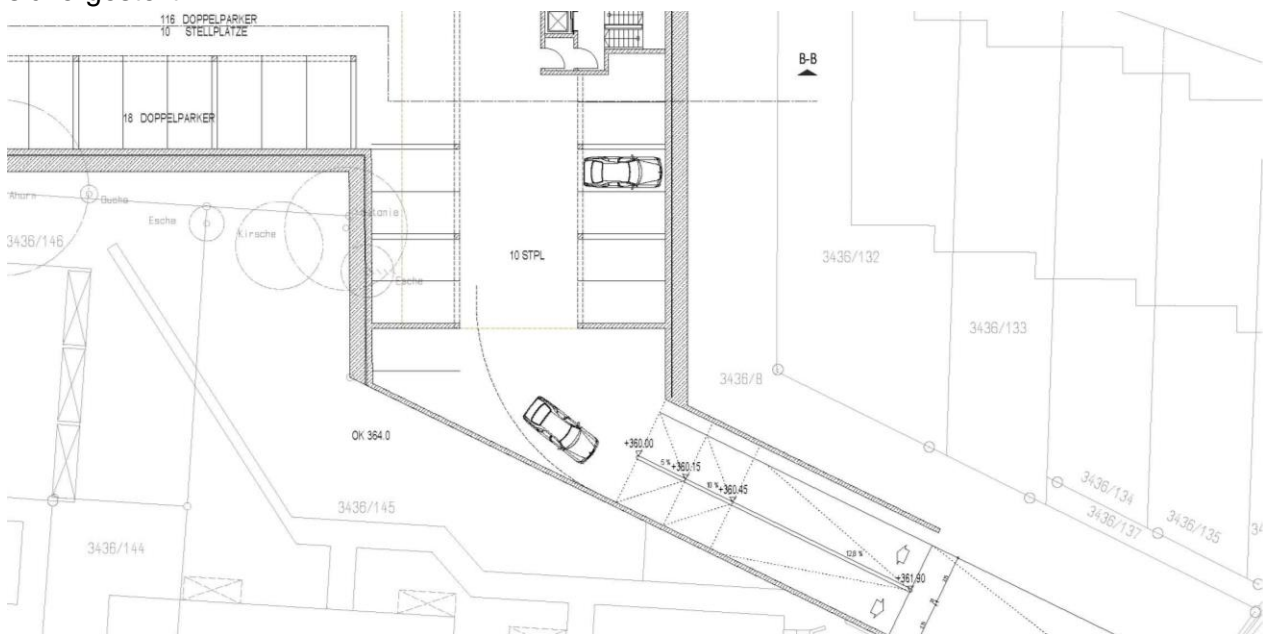 116 DOPPELPARKER
10 STELLPLÄTZE
B-B
18 DOPPELPARKER
Ahorn
Buche
Esche
Kirsche
3436/146
Esche
10 STPL
3436/132
3436/133
3436/8
OK 364.0
+360.00
5 %
+360.15
10 %
+360.45
3436/134
3436/137
3436/135
3436/145
3436/144
12,0 %
+361.90